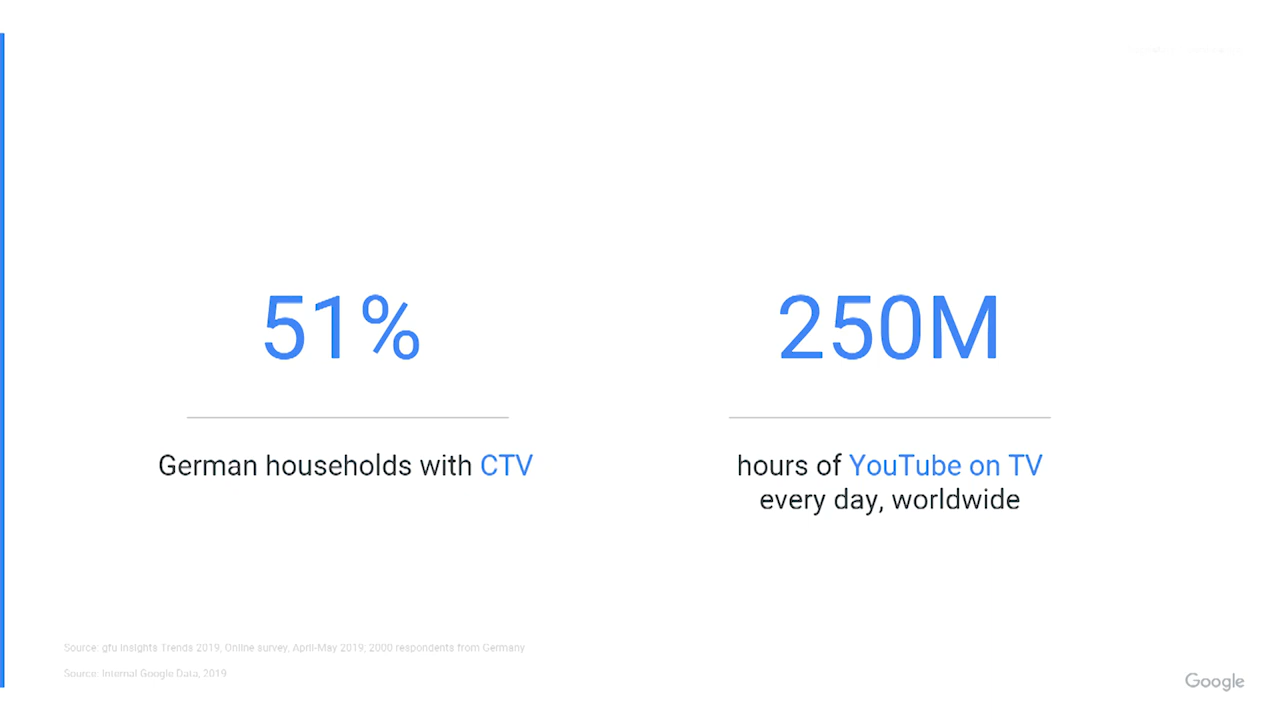 51%
German households with CTV
250M
hours of YouTube on TV
every day, worldwide
Source: gfu Insights Trends 2019, Online survey, April-May 2019, 2000 respondents from Germany
Source: Internal Google Data, 2019
Google